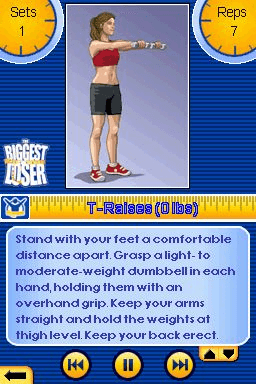 Sets
1
Reps
7
THE
BIGGEST
LOSER
T-Raises (0 lbs)
Stand with your feet a comfortable
distance apart. Grasp a light- to
moderate-weight dumbbell in each
hand, holding them with an
overhand grip. Keep your arms
straight and hold the weights at
thigh level. Keep your back erect.